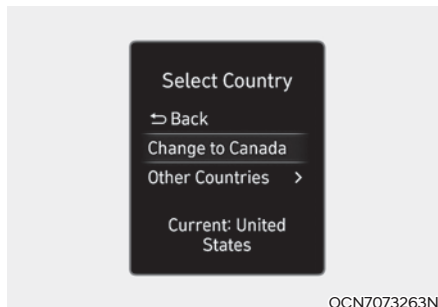 Select Country
⮌ Back
Change to Canada
Other Countries >
Current: United
States
OCN7073263N